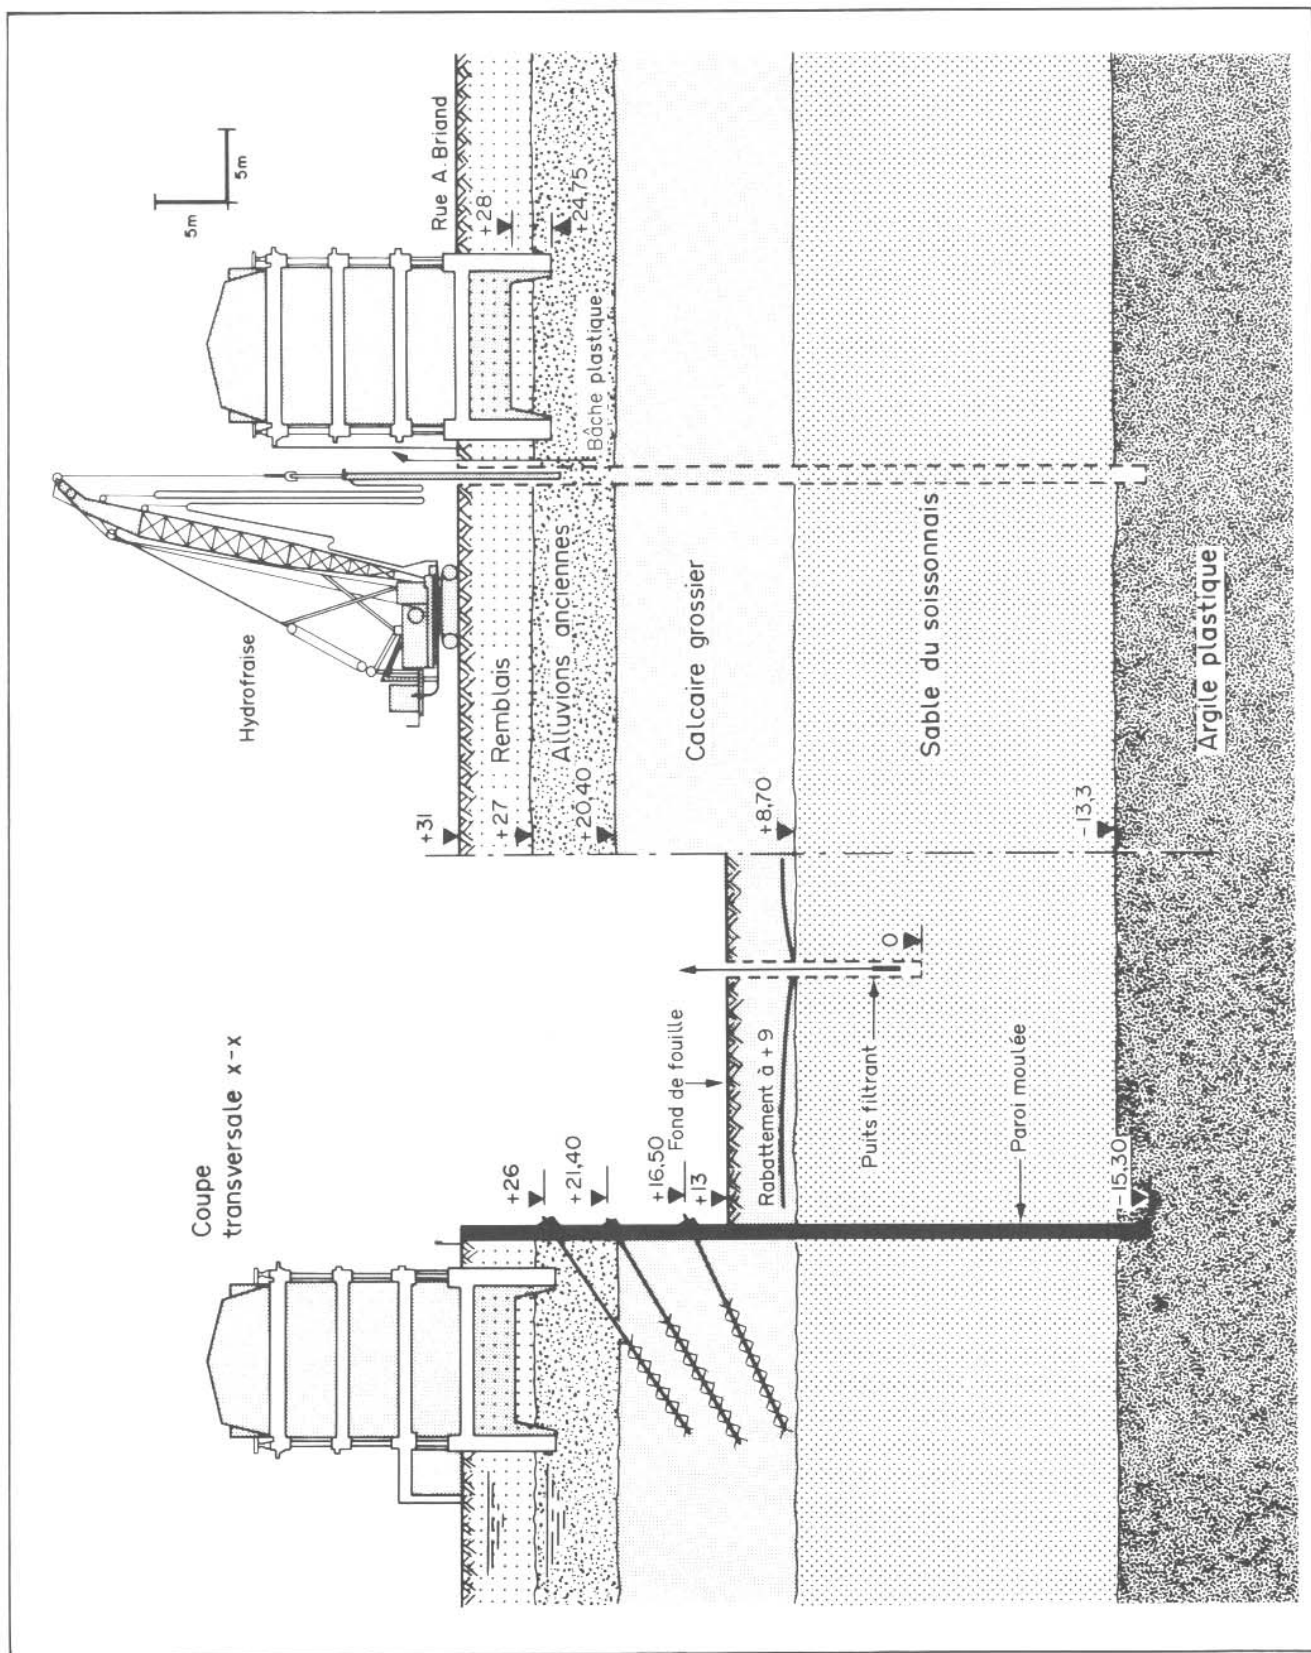 Coupe
transversale x-x
Hydrofraise
5m
5m
Rue A. Briand
+28
+24,75
Bâche plastique
+31
+27
+20,40
+8,70
-13,3
Remblais
Alluvions anciennes
Calcaire grossier
Sable du soissonnais
Argile plastique
+26
+21,40
+16,50
+13
Fond de fouille
Rabattement à +9
0
Puits filtrant
Paroi moulée
-15,30